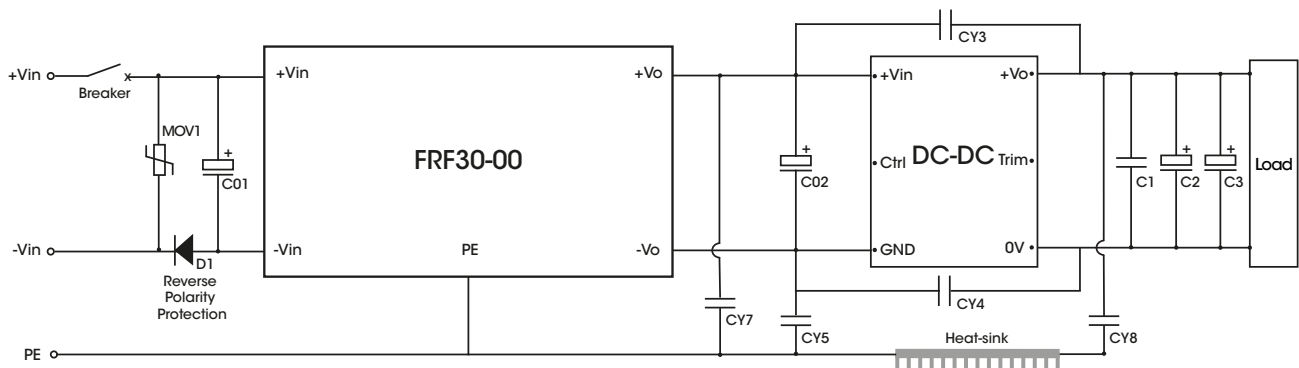 CY3
+Vin
Breaker
x
+Vin
+Vo
+Vin
+Vo
MOV1
+
C01
FRF30-00
+
C02
Ctrl
DC-DC
Trim
C1
+
C2
+
C3
Load
-Vin
D1
Reverse
Polarity
Protection
-Vin
PE
-Vo
GND
0V
CY4
CY7
CY5
CY8
Heat-sink
PE